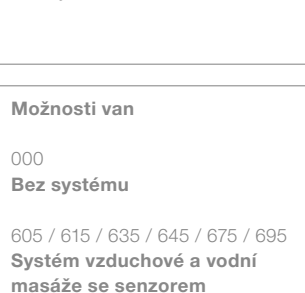 Možnosti van
000
Bez systému
605 / 615 / 635 / 645 / 675 / 695
Systém vzduchové a vodní
masáže se senzorem